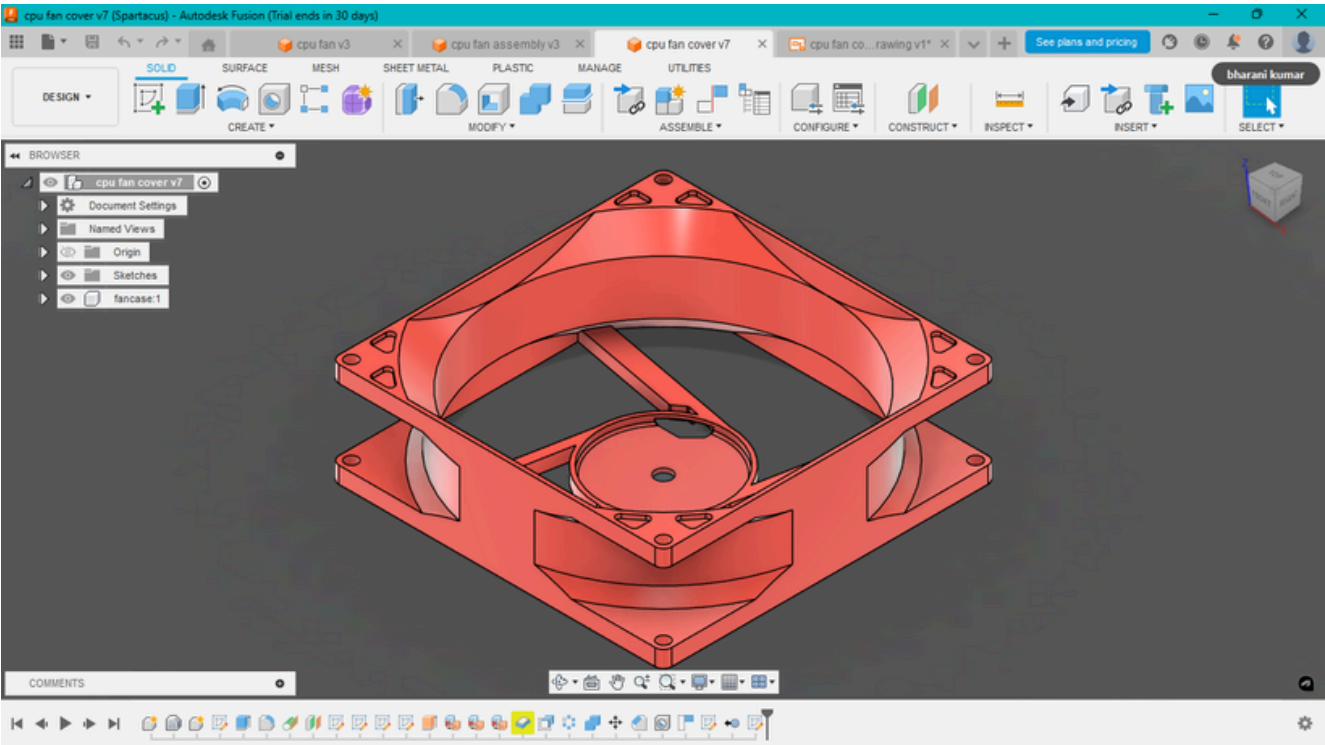 cpu fan cover v7 (Spartacus) - Autodesk Fusion (Trial ends in 30 days)
cpu fan v3
cpu fan assembly v3
cpu fan cover v7
cpu fan co...rawing v1*
See plans and pricing
SOLID SURFACE MESH SHEET METAL PLASTIC MANAGE UTILITIES
bharani kumar
DESIGN
CREATE MODIFY ASSEMBLE CONFIGURE CONSTRUCT INSPECT INSERT SELECT
BROWSER
cpu fan cover v7
Document Settings
Named Views
Origin
Sketches
fancase:1
Z
TOP
FRONT RIGHT
COMMENTS